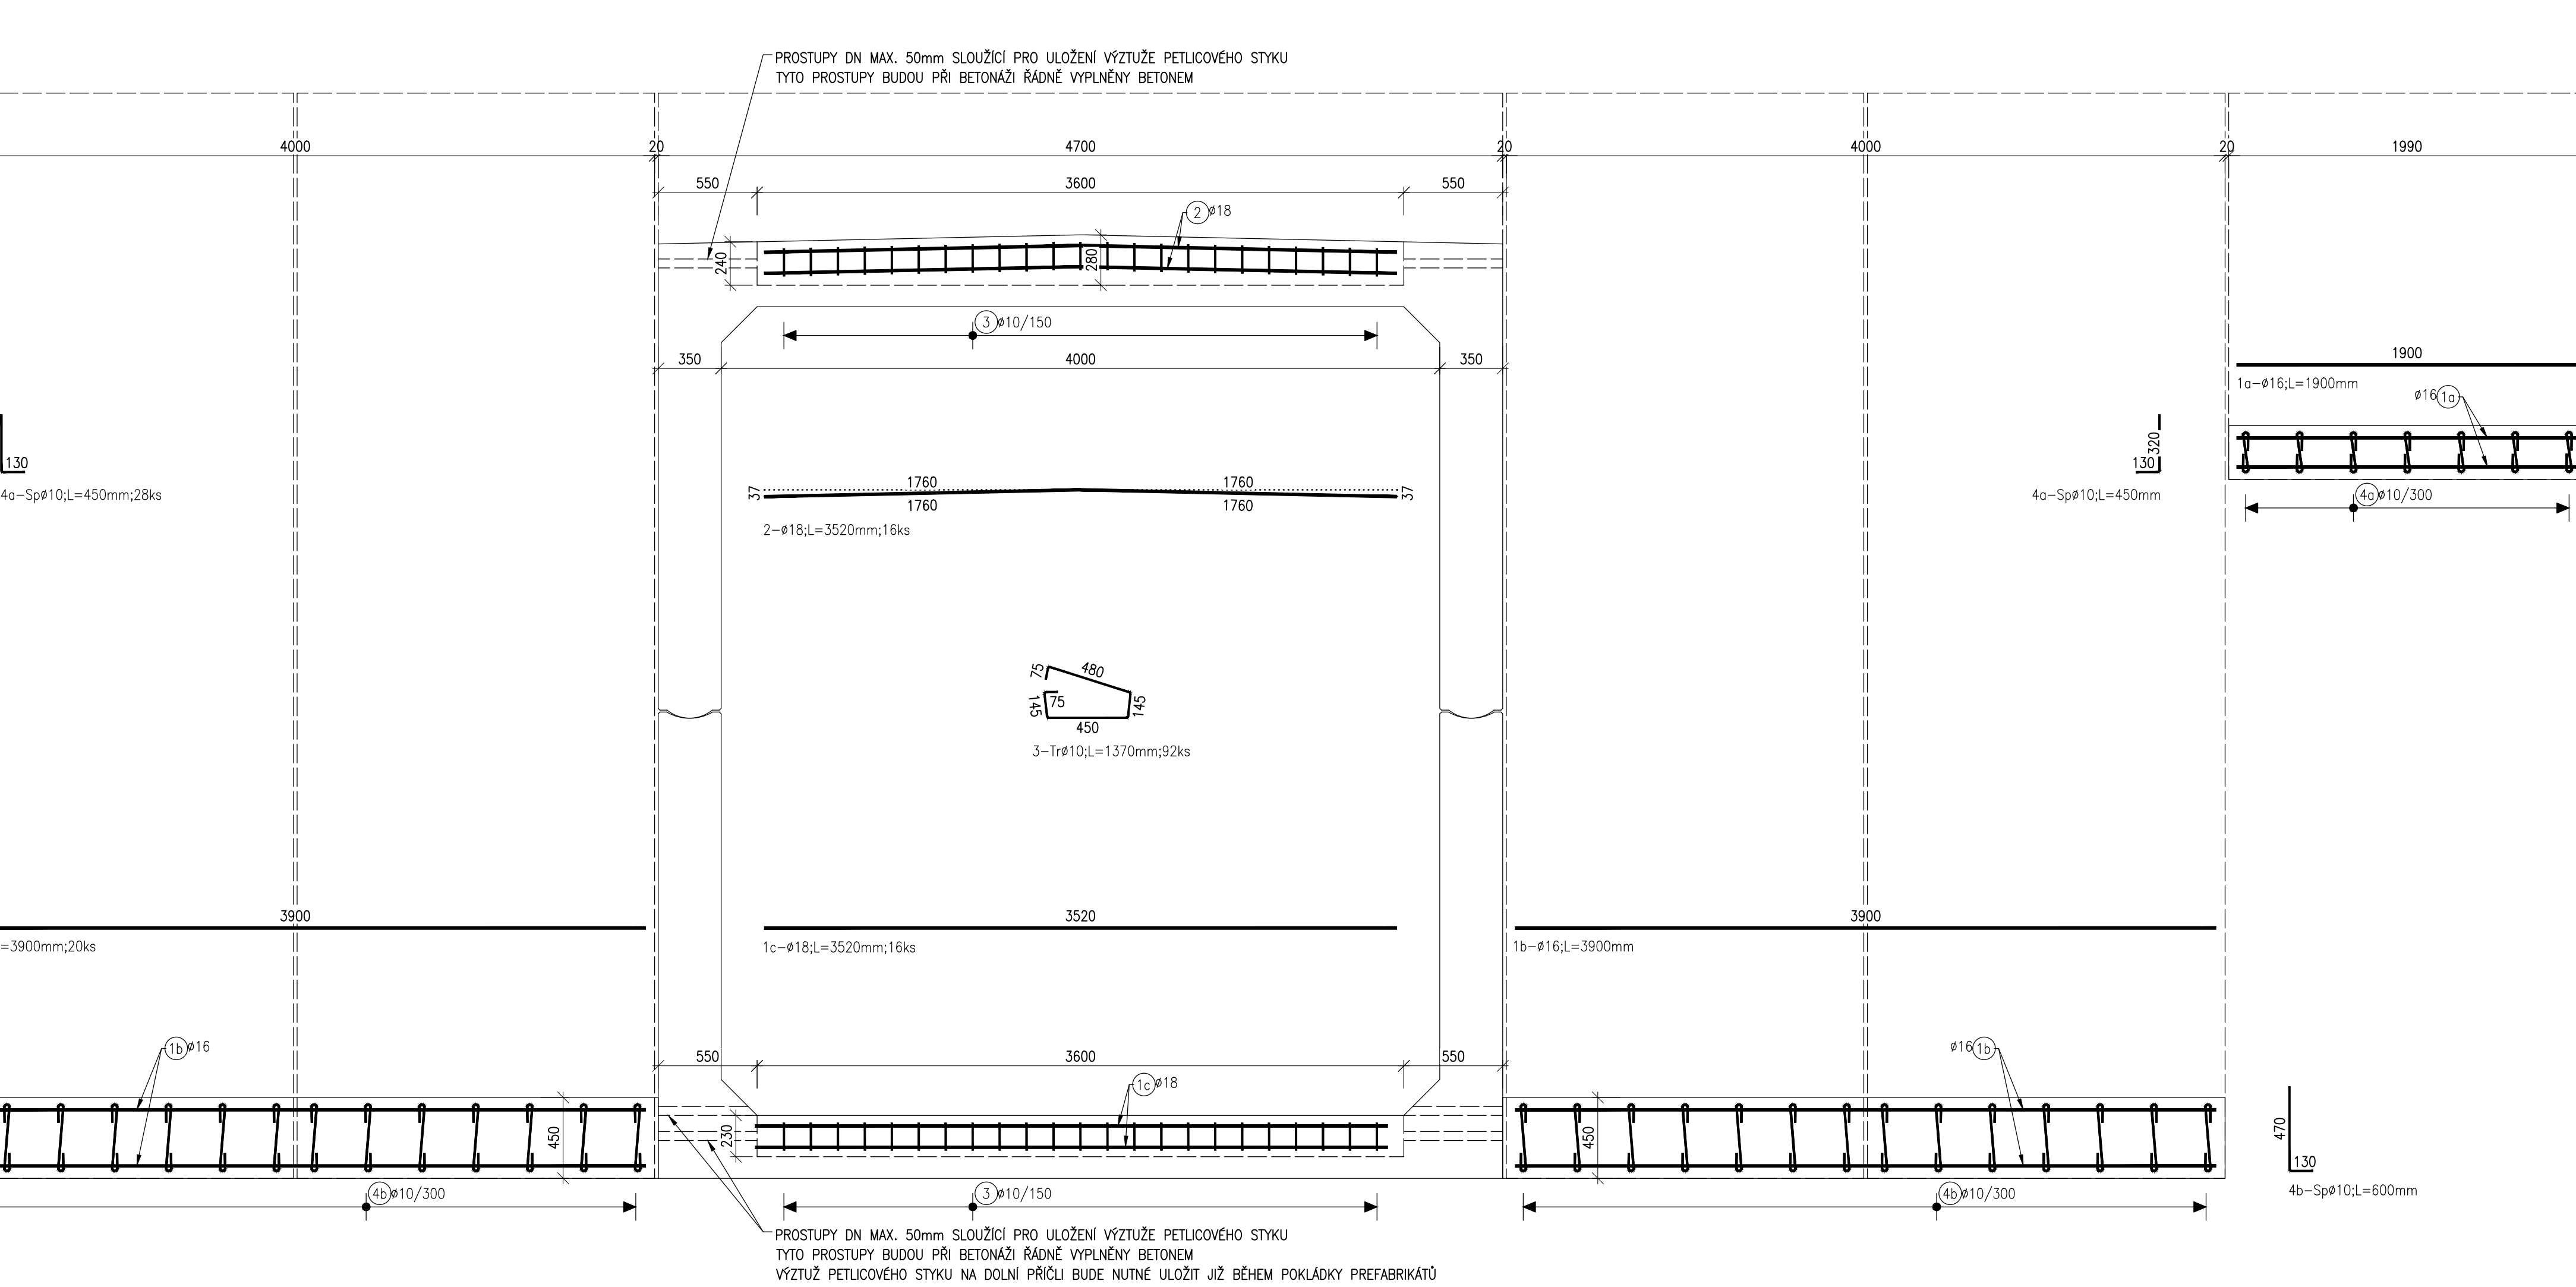 PROSTUPY DN MAX. 50mm SLOUŽÍCÍ PRO ULOŽENÍ VÝZTUŽE PETLICOVÉHO STYKU
TYTO PROSTUPY BUDOU PŘI BETONÁŽI ŘÁDNĚ VYPLNĚNY BETONEM
4000 20 4700 20 4000 20 1990
550 3600 550
2 ø18
240 280
3 ø10/150
350 4000 350
1900
1a-ø16;L=1900mm
ø16 1a
130
4a-Spø10;L=450mm;28ks
37 1760 1760 37
1760 1760
2-ø18;L=3520mm;16ks
320
130
4a-Spø10;L=450mm
4a ø10/300
75 480
75
145 145
450
3-Trø10;L=1370mm;92ks
3900 3520 3900
=3900mm;20ks
1c-ø18;L=3520mm;16ks
1b-ø16;L=3900mm
1b ø16
550 3600 550
ø16 1b
1c ø18
450 230 450
470
130
4b-Spø10;L=600mm
4b ø10/300
3 ø10/150
4b ø10/300
PROSTUPY DN MAX. 50mm SLOUŽÍCÍ PRO ULOŽENÍ VÝZTUŽE PETLICOVÉHO STYKU
TYTO PROSTUPY BUDOU PŘI BETONÁŽI ŘÁDNĚ VYPLNĚNY BETONEM
VÝZTUŽ PETLICOVÉHO STYKU NA DOLNÍ PŘÍČLI BUDE NUTNÉ ULOŽIT JIŽ BĚHEM POKLÁDKY PREFABRIKÁTŮ